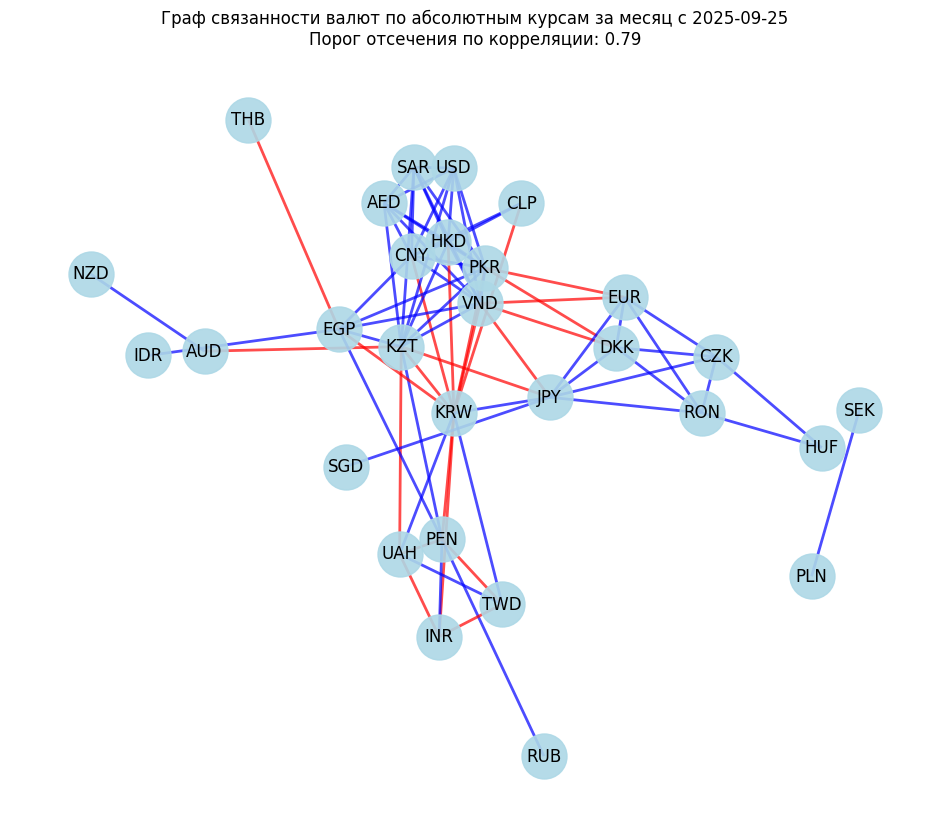 Граф связанности валют по абсолютным курсам за месяц с 2025-09-25
Порог отсечения по корреляции: 0.79
THB
SAR
USD
AED
CLP
HKD
CNY
PKR
NZD
EUR
VND
EGP
KZT
DKK
IDR
AUD
CZK
JPY
KRW
RON
SEK
HUF
SGD
PEN
UAH
PLN
TWD
INR
RUB